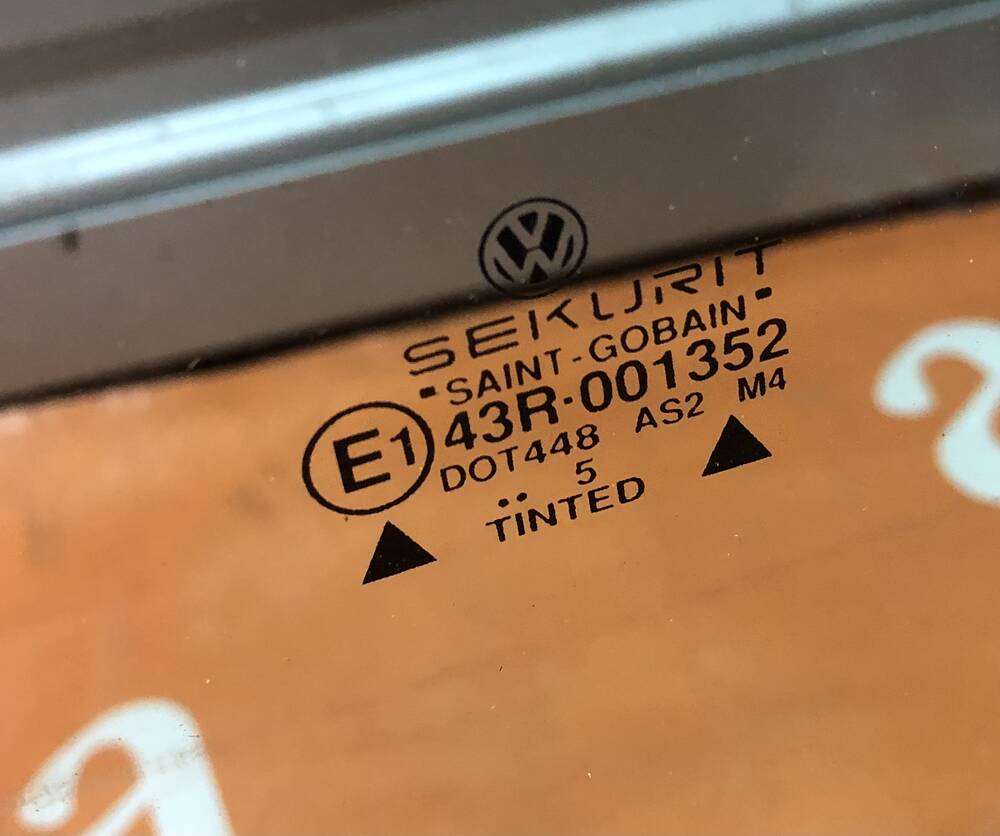 SEKURIT
SAINT-GOBAIN
E1 43R-001352
DOT448 AS2 M4
.. 5
TINTED